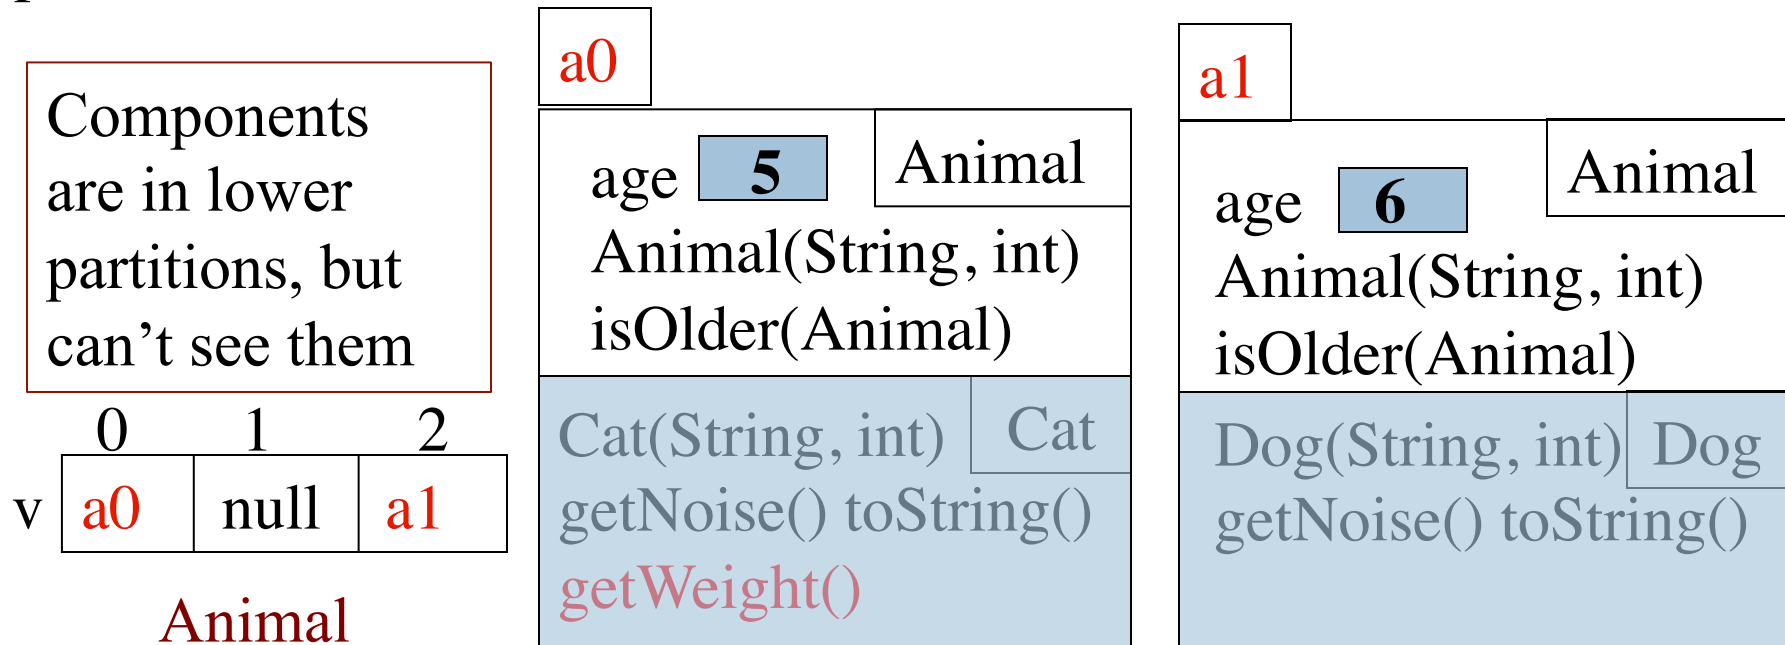 Components
are in lower
partitions, but
can’t see them
0 1 2
v a0 null a1
Animal
a0
age 5 Animal
Animal(String, int)
isOlder(Animal)
Cat(String, int) Cat
getNoise() toString()
getWeight()
a1
age 6 Animal
Animal(String, int)
isOlder(Animal)
Dog(String, int) Dog
getNoise() toString()